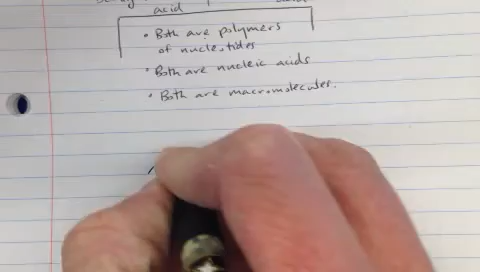 acid
• Both are polymers
of nucleotides
• Both are nucleic acids
• Both are macromolecules.